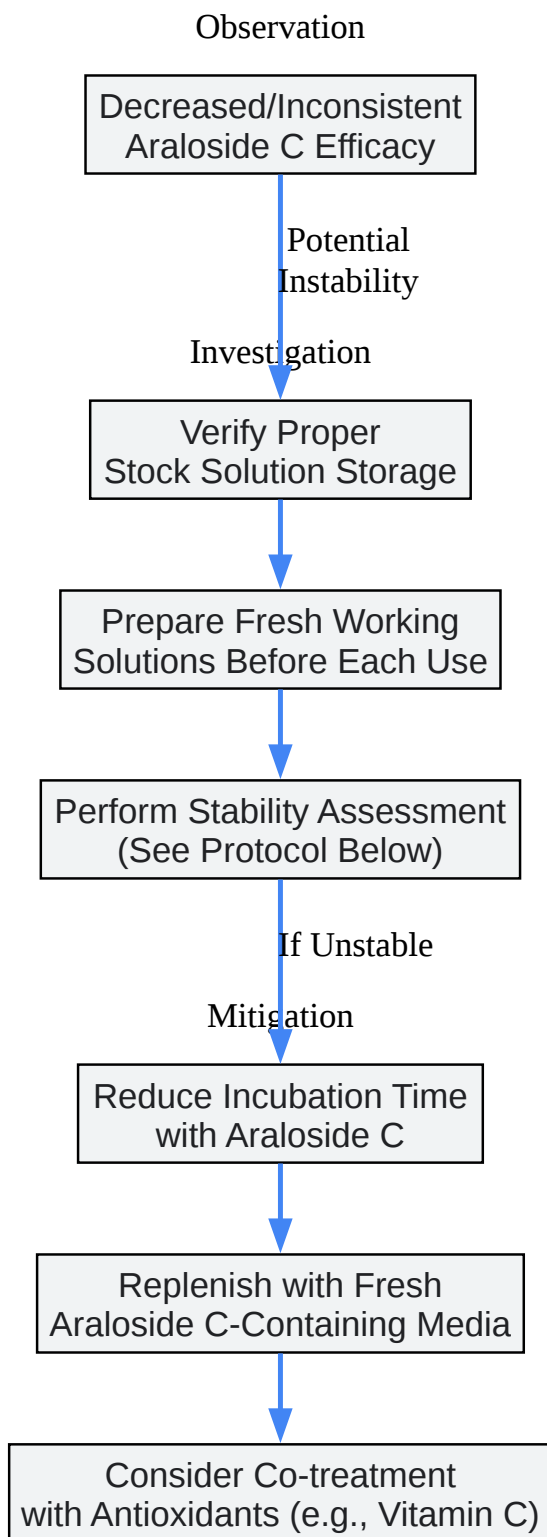 Observation
Decreased/Inconsistent
Araloside C Efficacy
Potential
Instability
Investigation
Verify Proper
Stock Solution Storage
Prepare Fresh Working
Solutions Before Each Use
Perform Stability Assessment
(See Protocol Below)
If Unstable
Mitigation
Reduce Incubation Time
with Araloside C
Replenish with Fresh
Araloside C-Containing Media
Consider Co-treatment
with Antioxidants (e.g., Vitamin C)